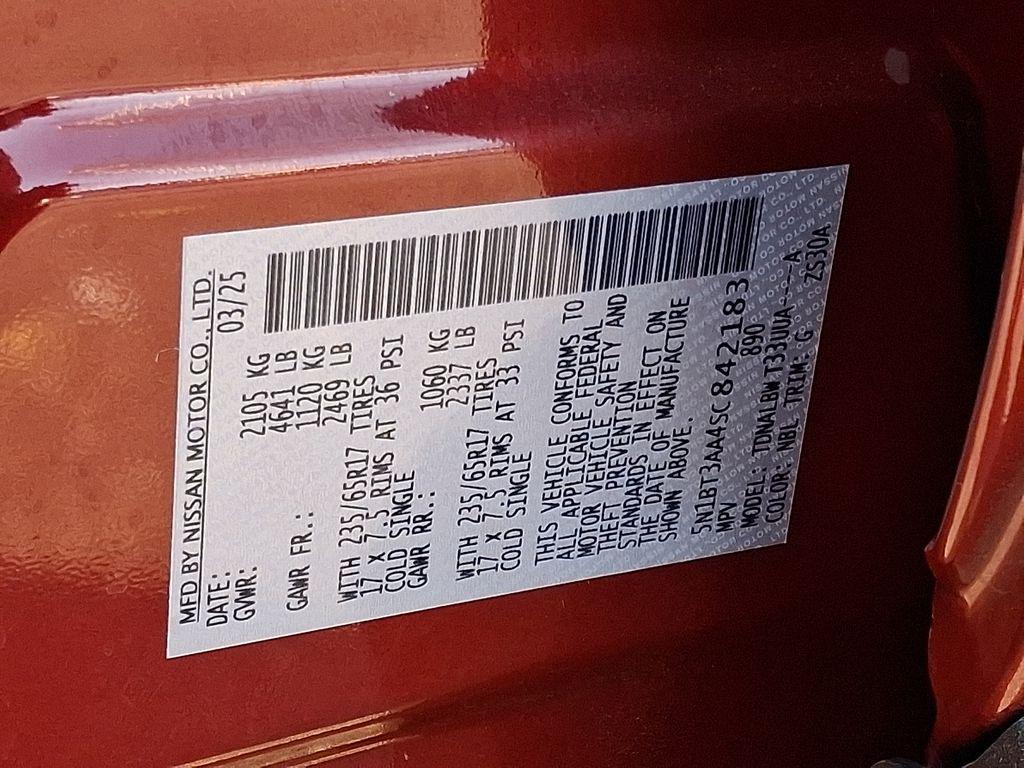 MFD BY NISSAN MOTOR CO., LTD.
DATE: 03/25
GVWR: 2105 KG
4641 LB
GAWR FR.: 1120 KG
2469 LB
WITH 235/65R17 TIRES
17 X 7.5 RIMS AT 36 PSI
COLD SINGLE
GAWR RR.: 1060 KG
2337 LB
WITH 235/65R17 TIRES
17 X 7.5 RIMS AT 33 PSI
COLD SINGLE
THIS VEHICLE CONFORMS TO
ALL APPLICABLE FEDERAL
MOTOR VEHICLE SAFETY AND
THEFT PREVENTION
STANDARDS IN EFFECT ON
THE DATE OF MANUFACTURE
SHOWN ABOVE.
5N1BT3AA4SC842183
MPV 890
MODEL: TDNALBW T33UUA----A
COLOR: NBL TRIM: G 2S30A